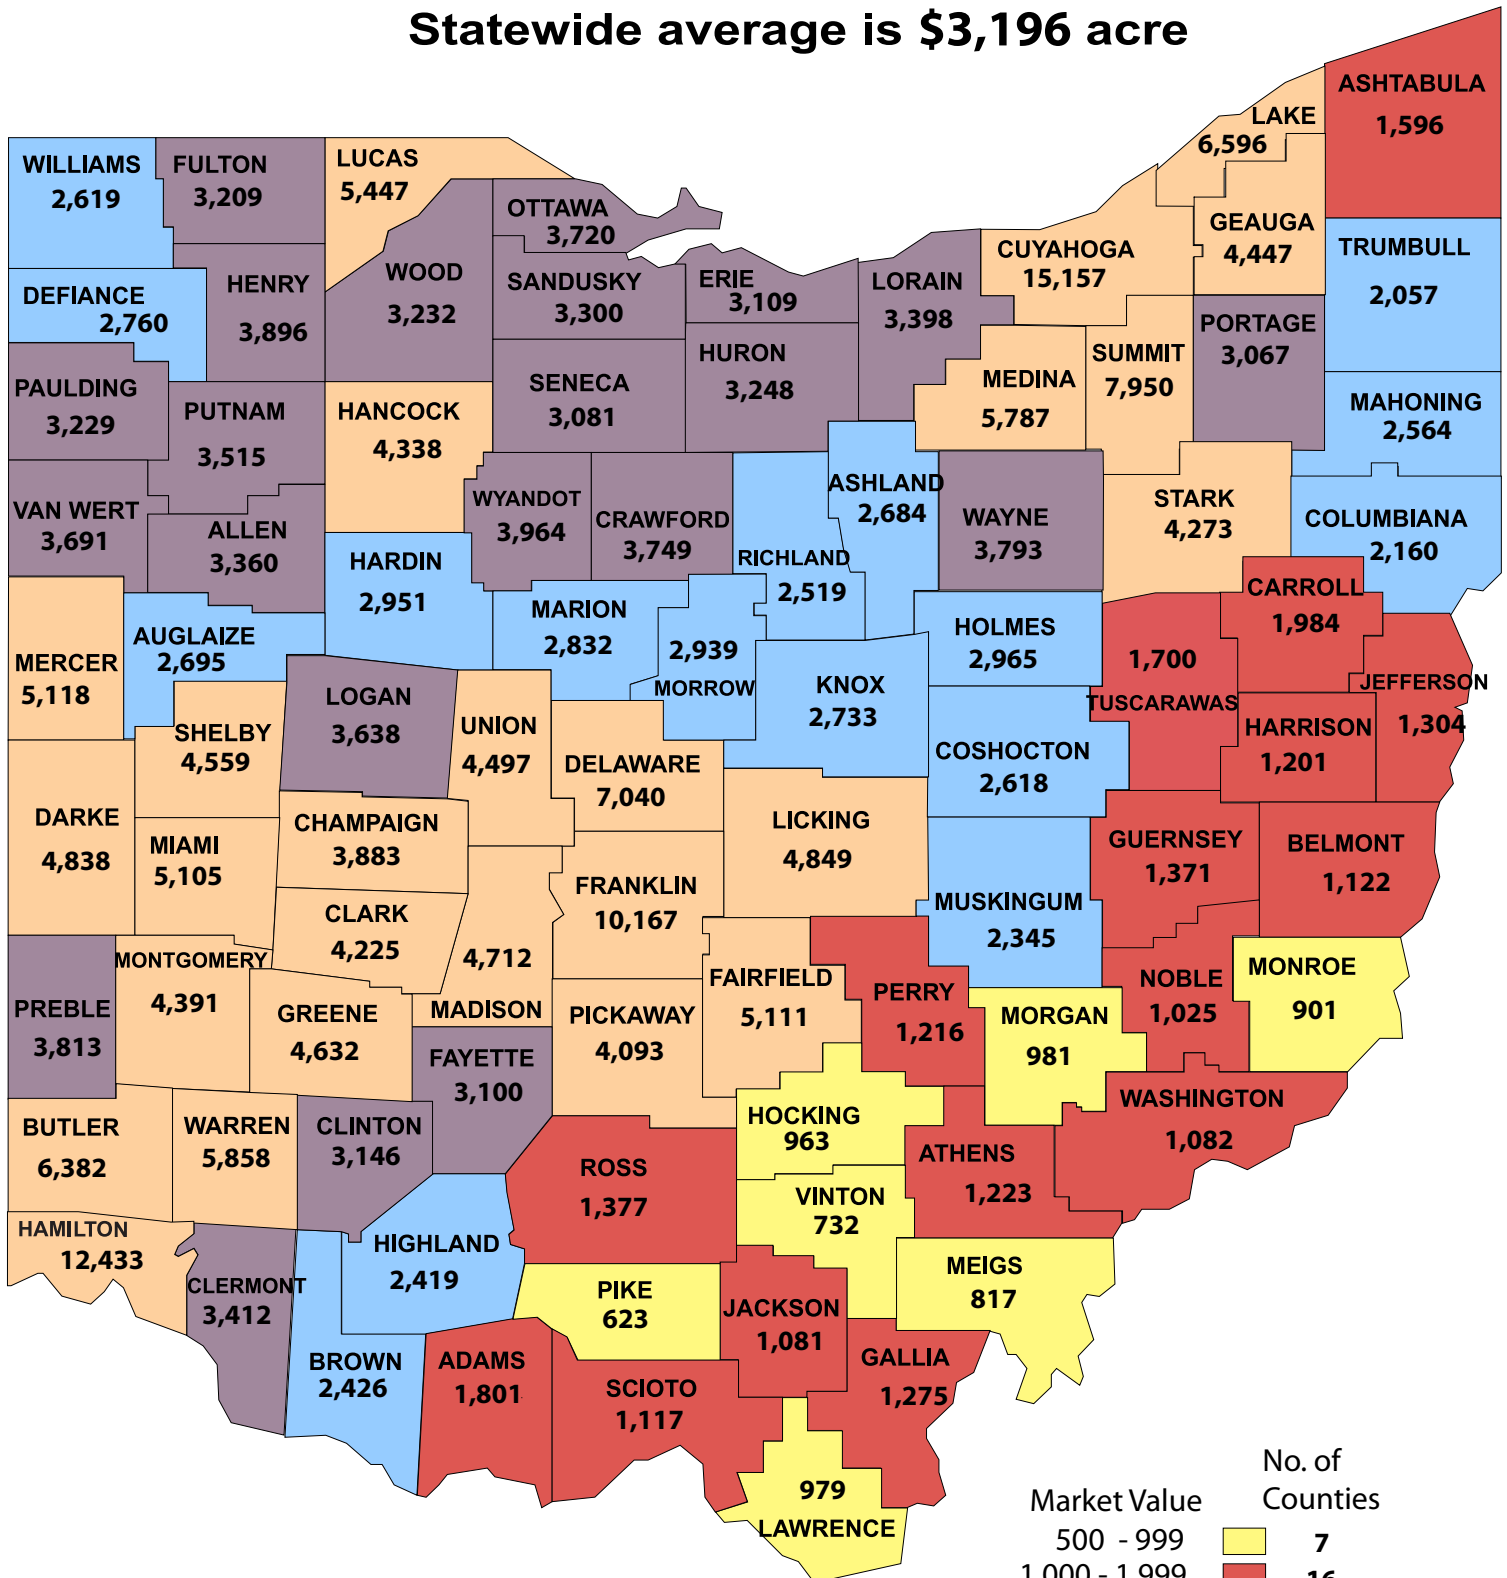 Statewide average is $3,196 acre
ASHTABULA
1,596
LAKE
6,596
WILLIAMS
2,619
FULTON
3,209
LUCAS
5,447
OTTAWA
3,720
GEAUGA
4,447
CUYAHOGA
15,157
TRUMBULL
2,057
DEFIANCE
2,760
HENRY
3,896
WOOD
3,232
SANDUSKY
3,300
ERIE
3,109
LORAIN
3,398
PORTAGE
3,067
PAULDING
3,229
PUTNAM
3,515
HANCOCK
4,338
SENECA
3,081
HURON
3,248
MEDINA
5,787
SUMMIT
7,950
MAHONING
2,564
VAN WERT
3,691
ALLEN
3,360
WYANDOT
3,964
CRAWFORD
3,749
RICHLAND
2,519
ASHLAND
2,684
WAYNE
3,793
STARK
4,273
COLUMBIANA
2,160
HARDIN
2,951
MARION
2,832
2,939
MORROW
HOLMES
2,965
CARROLL
1,984
MERCER
5,118
AUGLAIZE
2,695
LOGAN
3,638
UNION
4,497
KNOX
2,733
1,700
TUSCARAWAS
JEFFERSON
1,304
SHELBY
4,559
DELAWARE
7,040
COSHOCTON
2,618
HARRISON
1,201
DARKE
4,838
MIAMI
5,105
CHAMPAIGN
3,883
LICKING
4,849
GUERNSEY
1,371
BELMONT
1,122
CLARK
4,225
FRANKLIN
10,167
MUSKINGUM
2,345
PREBLE
3,813
MONTGOMERY
4,391
GREENE
4,632
4,712
MADISON
PICKAWAY
4,093
FAIRFIELD
5,111
PERRY
1,216
MORGAN
981
NOBLE
1,025
MONROE
901
FAYETTE
3,100
BUTLER
6,382
WARREN
5,858
CLINTON
3,146
ROSS
1,377
HOCKING
963
ATHENS
1,223
WASHINGTON
1,082
HAMILTON
12,433
CLERMONT
3,412
HIGHLAND
2,419
VINTON
732
MEIGS
817
PIKE
623
JACKSON
1,081
BROWN
2,426
ADAMS
1,801
SCIOTO
1,117
GALLIA
1,275
979
LAWRENCE
No. of
Market Value Counties
500 - 999 7
1,000 - 1,999 16